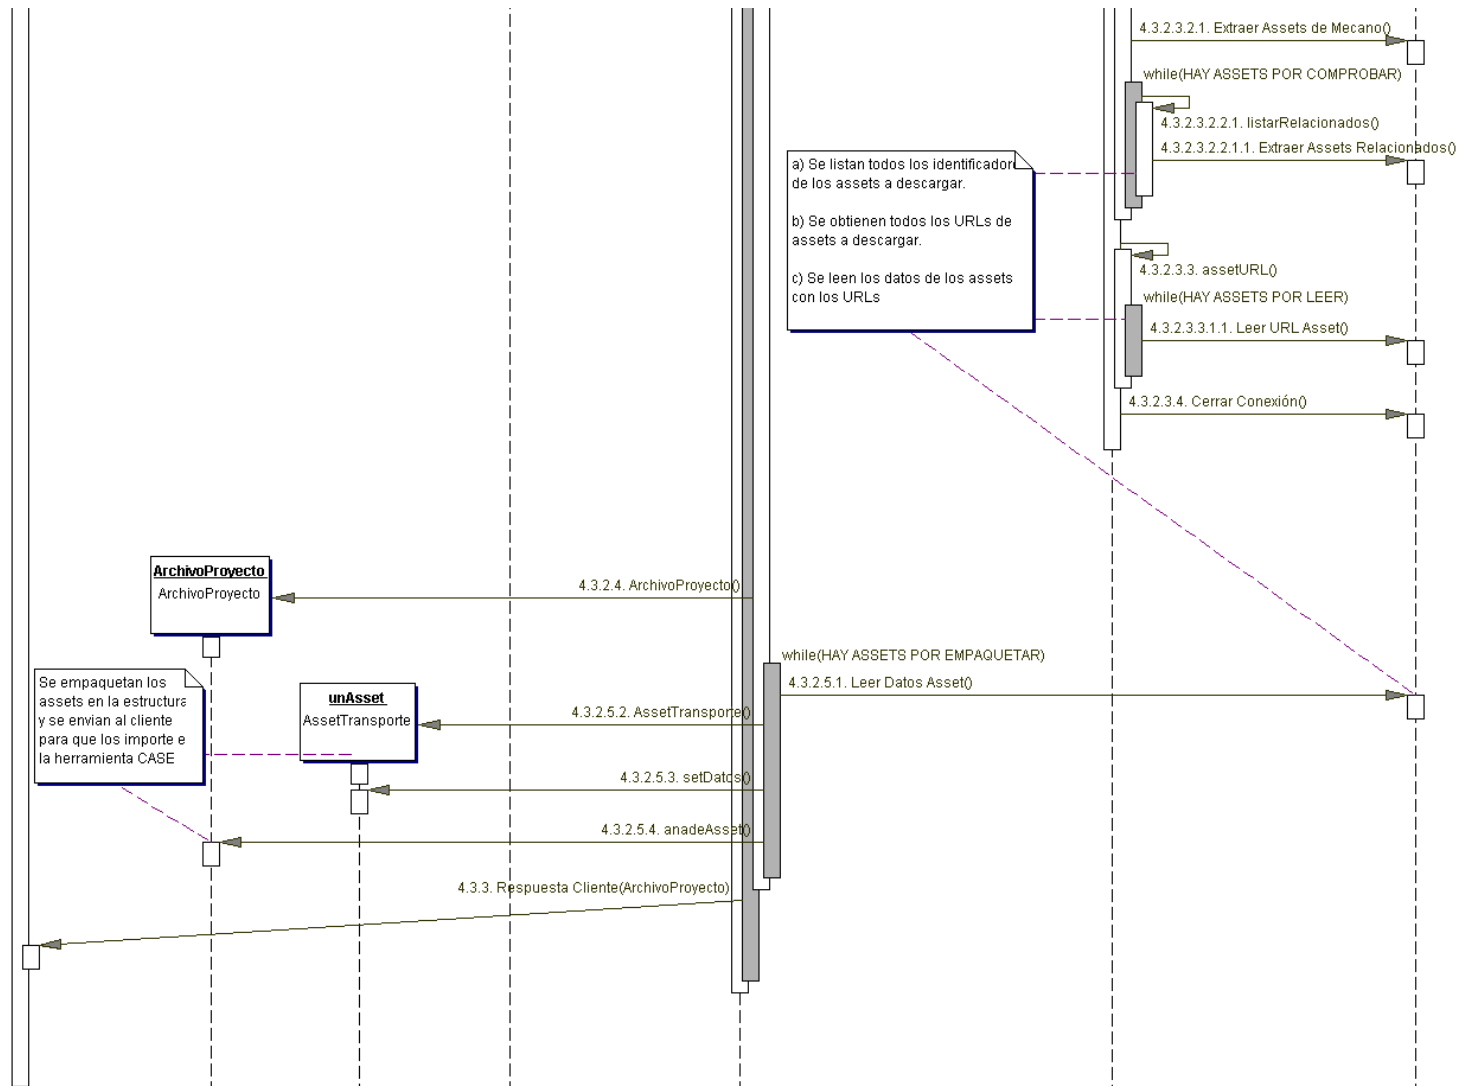 4.3.2.3.2.1. Extraer Assets de Mecano()
while(HAY ASSETS POR COMPROBAR)
4.3.2.3.2.2.1. listarRelacionados()
4.3.2.3.2.2.1.1. Extraer Assets Relacionados()
a) Se listan todos los identificador
de los assets a descargar.
b) Se obtienen todos los URLs de
assets a descargar.
c) Se leen los datos de los assets
con los URLs
4.3.2.3.3. assetURL()
while(HAY ASSETS POR LEER)
4.3.2.3.3.1.1. Leer URL Asset()
4.3.2.3.4. Cerrar Conexión()
ArchivoProyecto
ArchivoProyecto
4.3.2.4. ArchivoProyecto()
while(HAY ASSETS POR EMPAQUETAR)
4.3.2.5.1. Leer Datos Asset()
Se empaquetan los
assets en la estructura
y se envian al cliente
para que los importe e
la herramienta CASE
unAsset
AssetTransporte
4.3.2.5.2. AssetTransporte()
4.3.2.5.3. setDatos()
4.3.2.5.4. anadeAsset()
4.3.3. Respuesta Cliente(ArchivoProyecto)